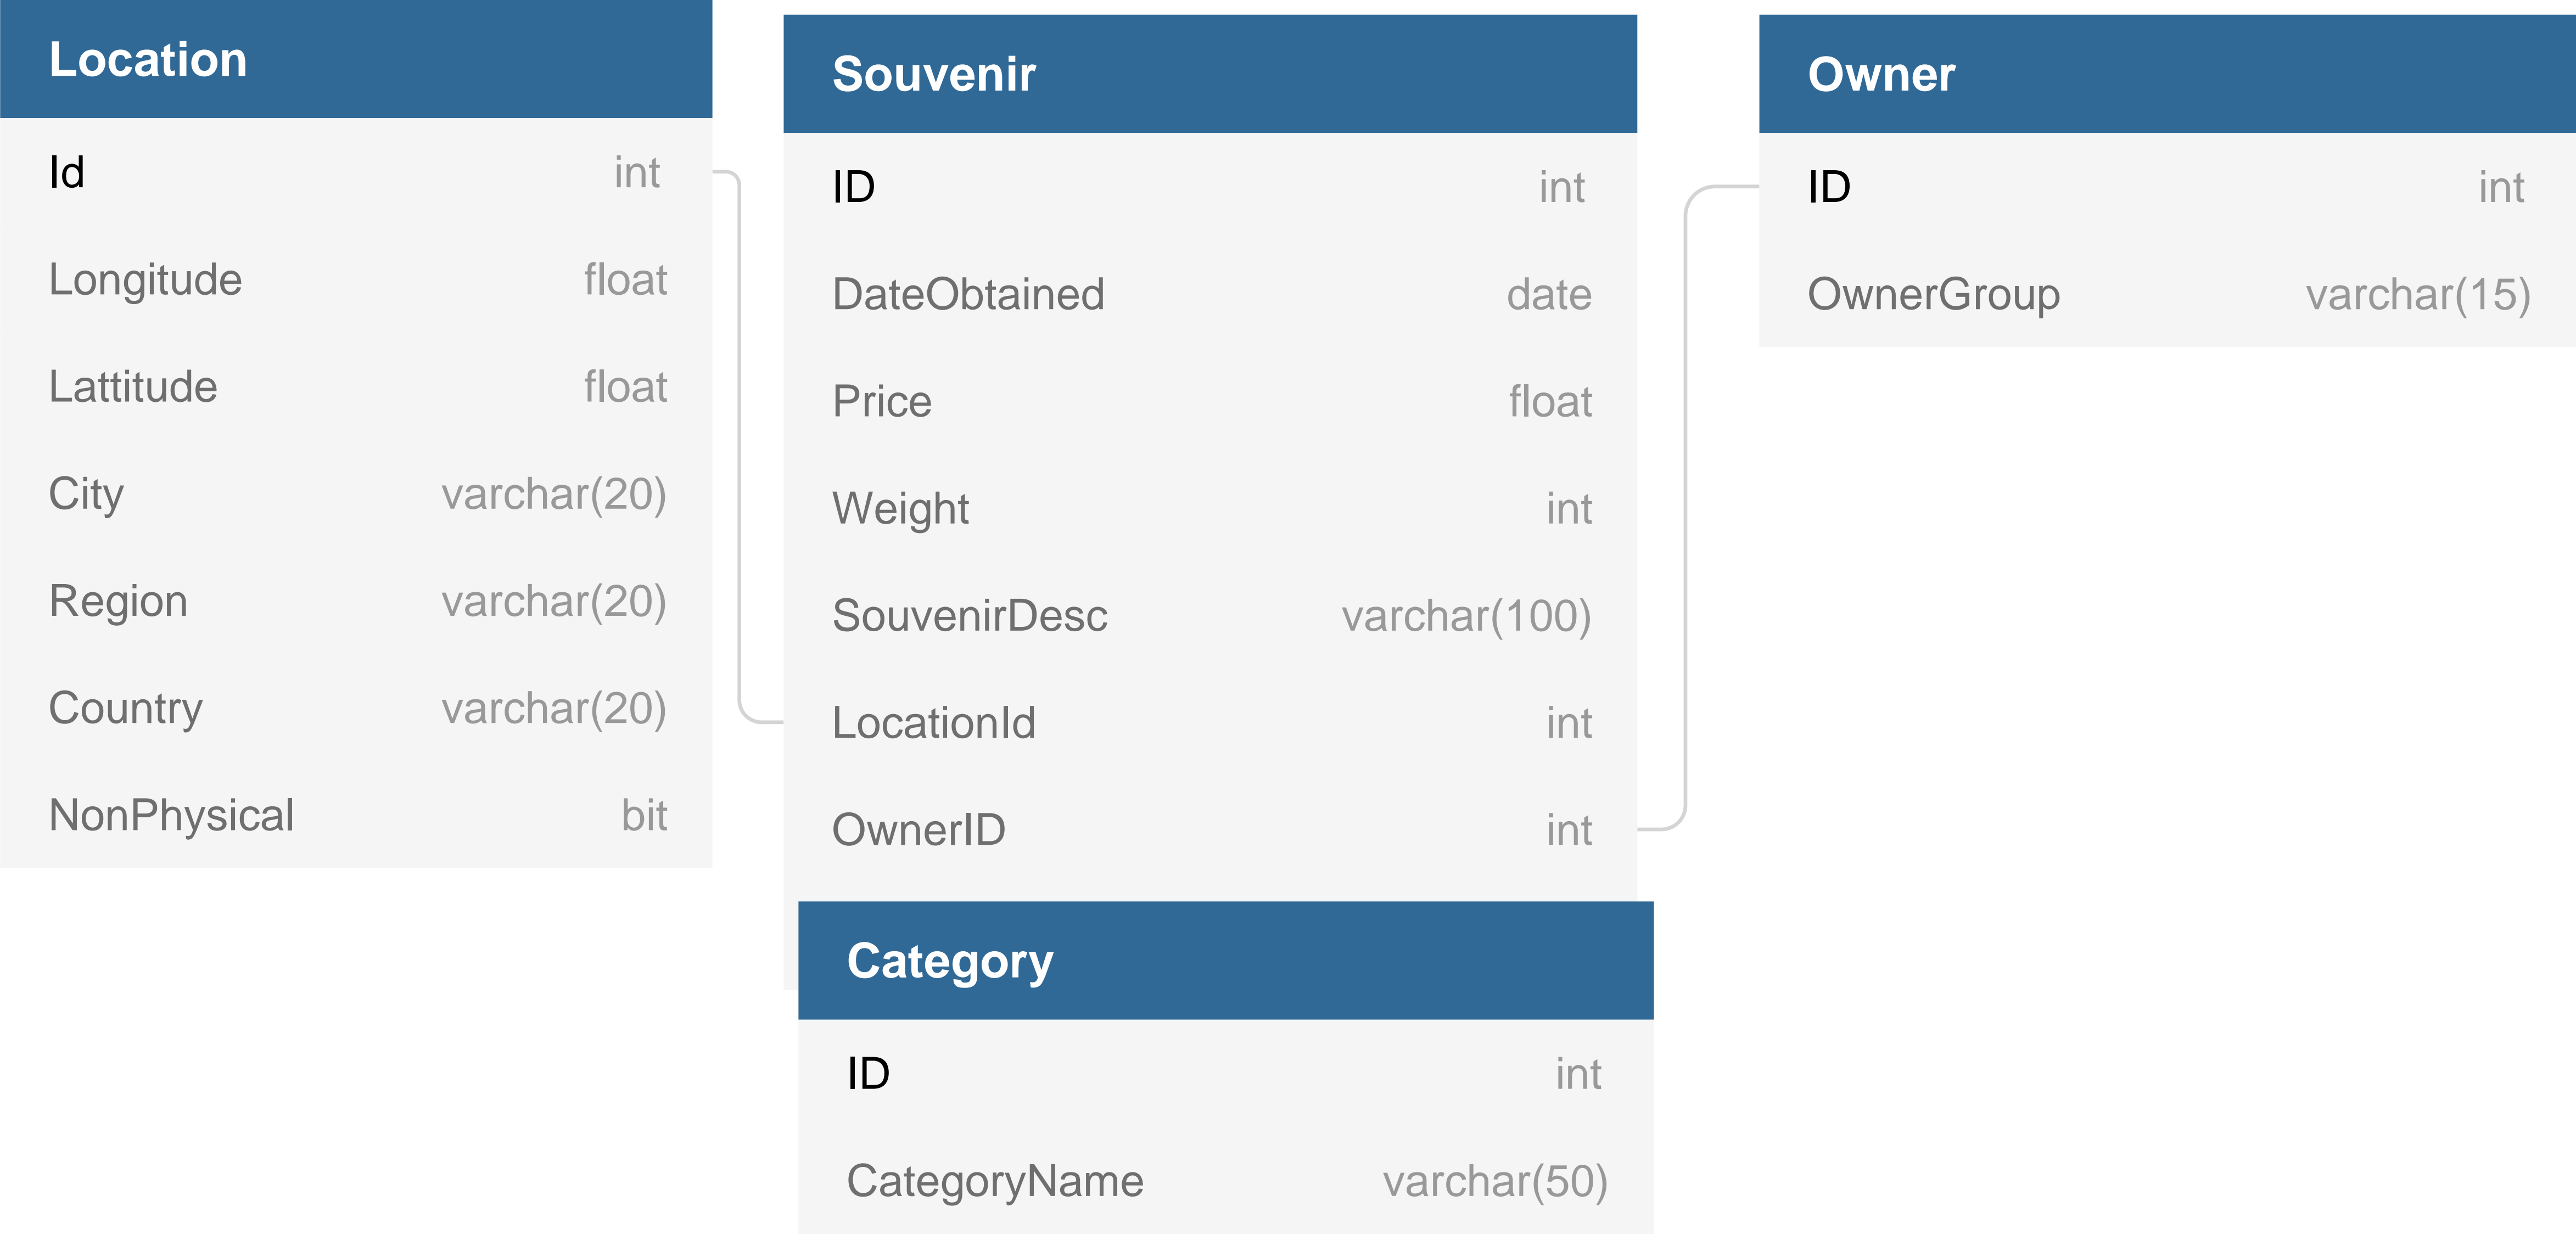 Location
Id int
Longitude float
Lattitude float
City varchar(20)
Region varchar(20)
Country varchar(20)
NonPhysical bit
Souvenir
ID int
DateObtained date
Price float
Weight int
SouvenirDesc varchar(100)
LocationId int
OwnerID int
Owner
ID int
OwnerGroup varchar(15)
Category
ID int
CategoryName varchar(50)